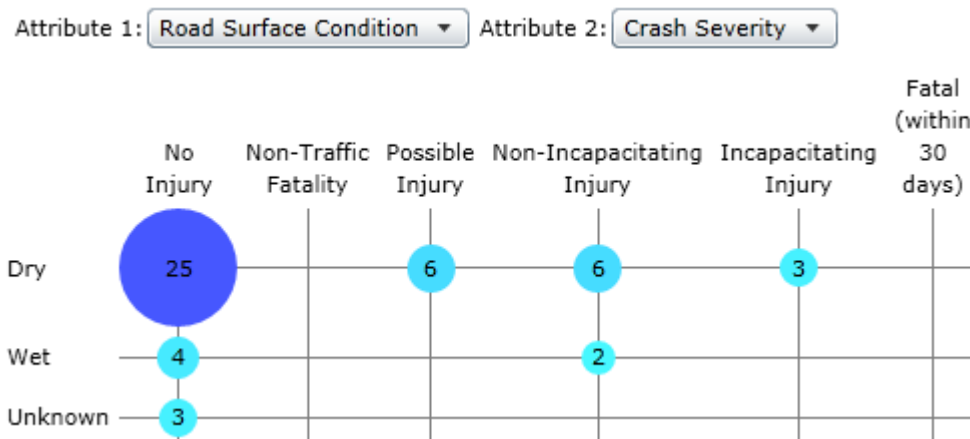 Attribute 1: Road Surface Condition Attribute 2: Crash Severity
No Injury
Non-Traffic Fatality
Possible Injury
Non-Incapacitating Injury
Incapacitating Injury
Fatal (within 30 days)
Dry 25 6 6 3
Wet 4 2
Unknown 3